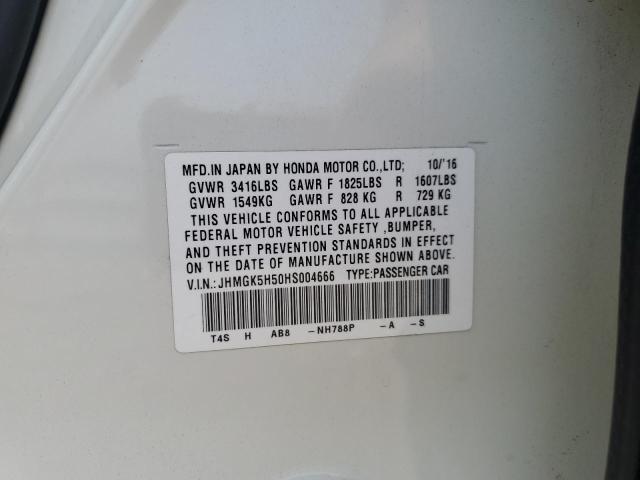 MFD.IN JAPAN BY HONDA MOTOR CO.,LTD; 10/'16
GVWR 3416LBS GAWR F 1825LBS R 1607LBS
GVWR 1549KG GAWR F 828 KG R 729 KG
THIS VEHICLE CONFORMS TO ALL APPLICABLE
FEDERAL MOTOR VEHICLE SAFETY ,BUMPER,
AND THEFT PREVENTION STANDARDS IN EFFECT
ON THE DATE OF MANUFACTURE SHOWN ABOVE.
V.I.N.: JHMGK5H50HS004666 TYPE:PASSENGER CAR
T4S H AB8 -NH788P -A -S